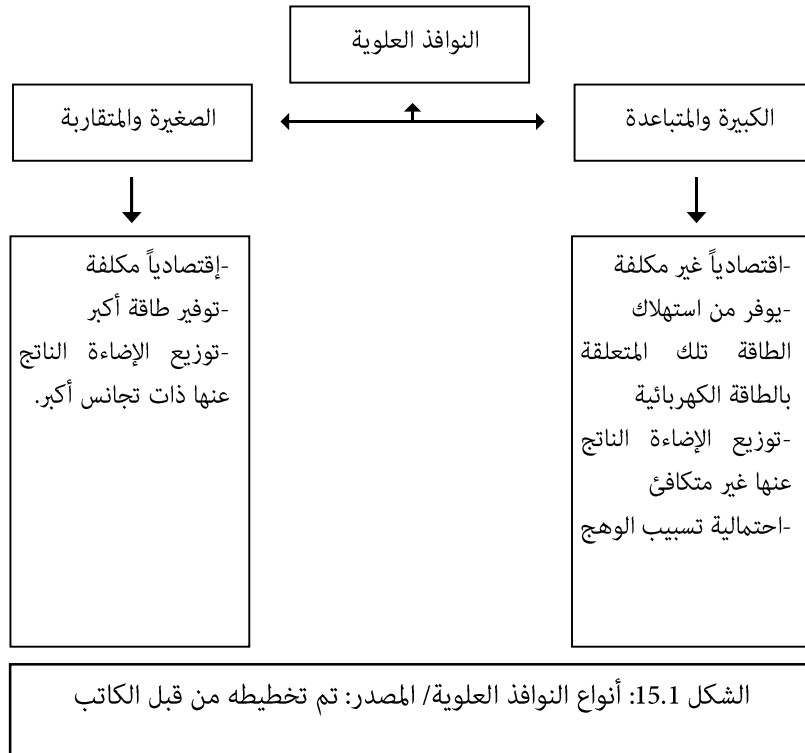 النوافذ العلوية
الكبيرة والمتباعدة
الصغيرة والمتقاربة
-اقتصادياً غير مكلفة
-يوفر من استهلاك
الطاقة تلك المتعلقة
بالطاقة الكهربائية
-توزيع الإضاءة الناتج
عنها غير متكافئ
-احتمالية تسبيب الوهج
-إقتصادياً مكلفة
-توفير طاقة أكبر
-توزيع الإضاءة الناتج
عنها ذات تجانس أكبر.
الشكل 15.1: أنواع النوافذ العلوية/ المصدر: تم تخطيطه من قبل الكاتب